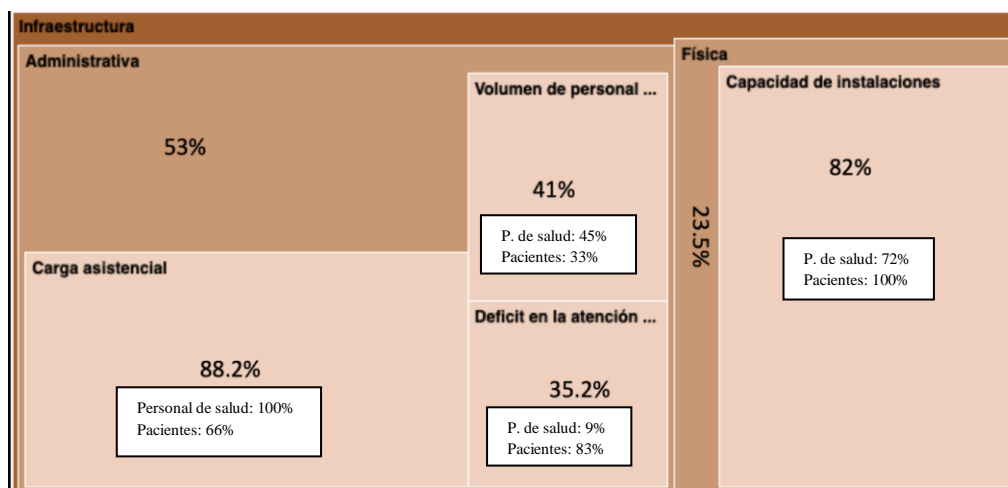 Infraestructura
Administrativa
53%
Carga asistencial
88.2%
Personal de salud: 100%
Pacientes: 66%
Volumen de personal ...
41%
P. de salud: 45%
Pacientes: 33%
Deficit en la atención ...
35.2%
P. de salud: 9%
Pacientes: 83%
Física
23.5%
Capacidad de instalaciones
82%
P. de salud: 72%
Pacientes: 100%